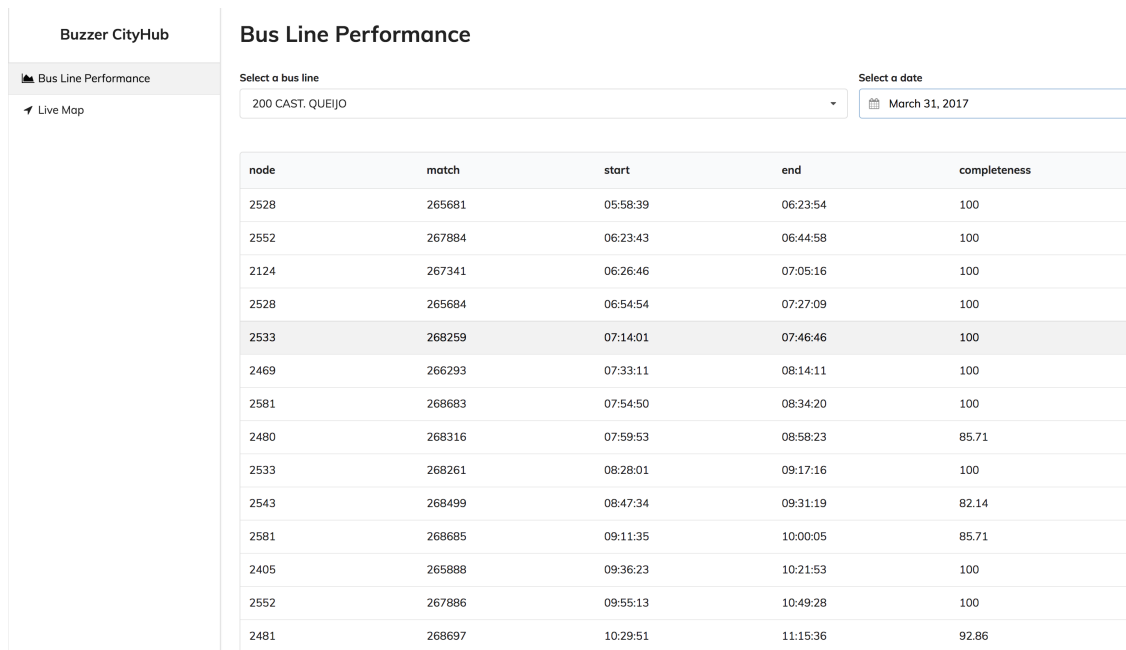 Buzzer CityHub
Bus Line Performance
Live Map
Bus Line Performance
Select a bus line
Select a date
200 CAST. QUEIJO
March 31, 2017
node match start end completeness
2528 265681 05:58:39 06:23:54 100
2552 267884 06:23:43 06:44:58 100
2124 267341 06:26:46 07:05:16 100
2528 265684 06:54:54 07:27:09 100
2533 268259 07:14:01 07:46:46 100
2469 266293 07:33:11 08:14:11 100
2581 268683 07:54:50 08:34:20 100
2480 268316 07:59:53 08:58:23 85.71
2533 268261 08:28:01 09:17:16 100
2543 268499 08:47:34 09:31:19 82.14
2581 268685 09:11:35 10:00:05 85.71
2405 265888 09:36:23 10:21:53 100
2552 267886 09:55:13 10:49:28 100
2481 268697 10:29:51 11:15:36 92.86